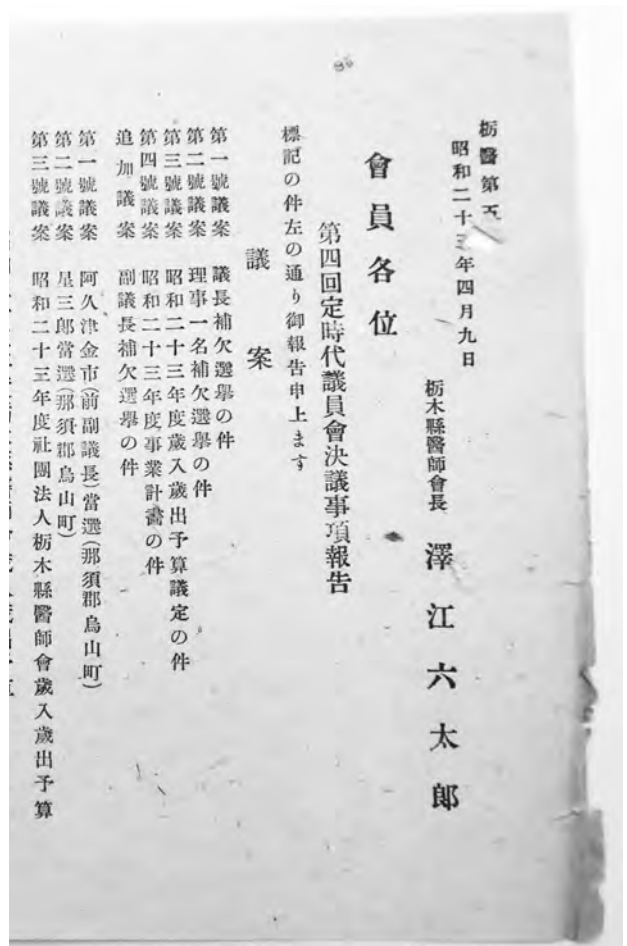 栃醫第五
昭和二十三年四月九日
栃木縣醫師會長 澤江六太郎
會員各位
第四回定時代議員會決議事項報告
標記の件左の通り御報告申上ます
議案
第一號議案 議長補欠選擧の件
第二號議案 理事一名補欠選擧の件
第三號議案 昭和二十三年度歲入歲出予算議定の件
第四號議案 昭和二十三年度事業計畫の件
追加議案 副議長補欠選擧の件
第一號議案 阿久津金市(前副議長)當選(那須郡烏山町)
第二號議案 星三郎當選(那須郡烏山町)
第三號議案 昭和二十三年度社團法人栃木縣醫師會歲入歲出予算